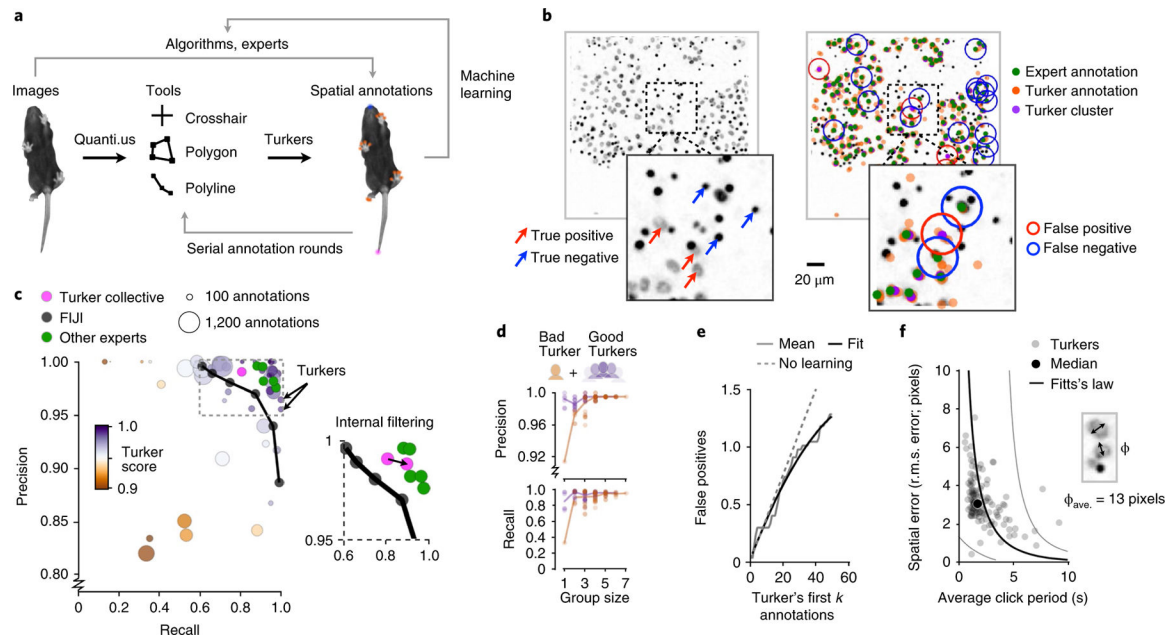 a
Algorithms, experts
Images
Tools
Spatial annotations
Machine
learning
Crosshair
Quanti.us
Polygon
Turkers
Polyline
Serial annotation rounds
b
Expert annotation
Turker annotation
Turker cluster
True positive
True negative
False positive
False negative
20 μm
c
Turker collective
FIJI
Other experts
100 annotations
1,200 annotations
Turkers
1.00
0.95
0.90
0.85
0.80
Precision
1.0
Turker
score
0.9
0 0.2 0.4 0.6 0.8 1.0
Recall
Internal filtering
1
0.95
0.6 0.8 1.0
d
Bad
Turker
+
Good
Turkers
Precision
1.00
0.96
0.92
Recall
1.0
0.8
0.6
0.4
0.2
0
1 3 5 7
Group size
e
Mean
Fit
No learning
False positives
1.5
1.0
0.5
0
0 20 40 60
Turker's first k
annotations
f
Turkers
Median
Fitts's law
Spatial error (r.m.s. error; pixels)
10
8
6
4
2
0
0 5 10
Average click period (s)
ϕ
ϕave. = 13 pixels